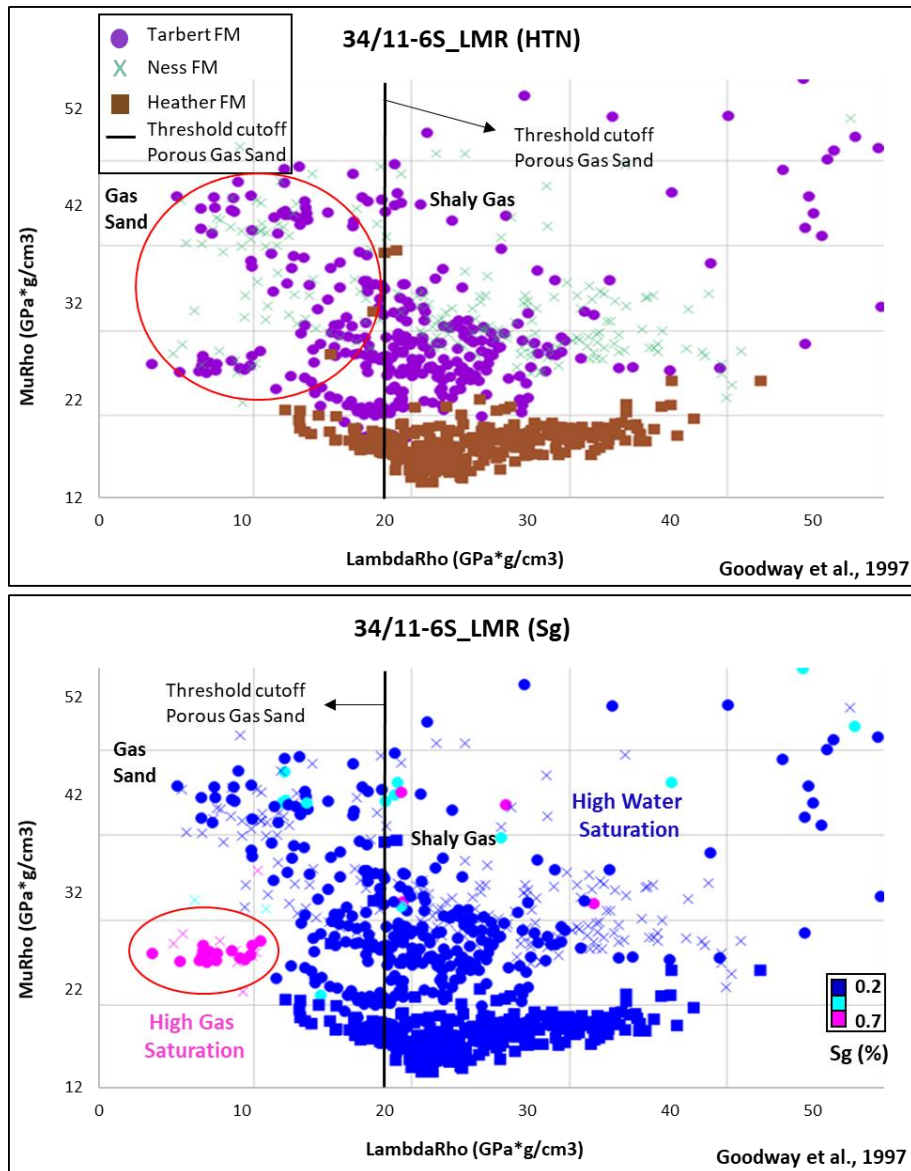 34/11-6S_LMR (HTN)
Tarbert FM
Ness FM
Heather FM
Threshold cutoff
Porous Gas Sand
Threshold cutoff
Porous Gas Sand
Gas
Sand
Shaly Gas
52
42
32
22
12
MuRho (GPa*g/cm3)
0 10 20 30 40 50
LambdaRho (GPa*g/cm3)
Goodway et al., 1997
34/11-6S_LMR (Sg)
Threshold cutoff
Porous Gas Sand
Gas
Sand
High Water
Saturation
Shaly Gas
High Gas
Saturation
0.2
0.7
Sg (%)
52
42
32
22
12
MuRho (GPa*g/cm3)
0 10 20 30 40 50
LambdaRho (GPa*g/cm3)
Goodway et al., 1997